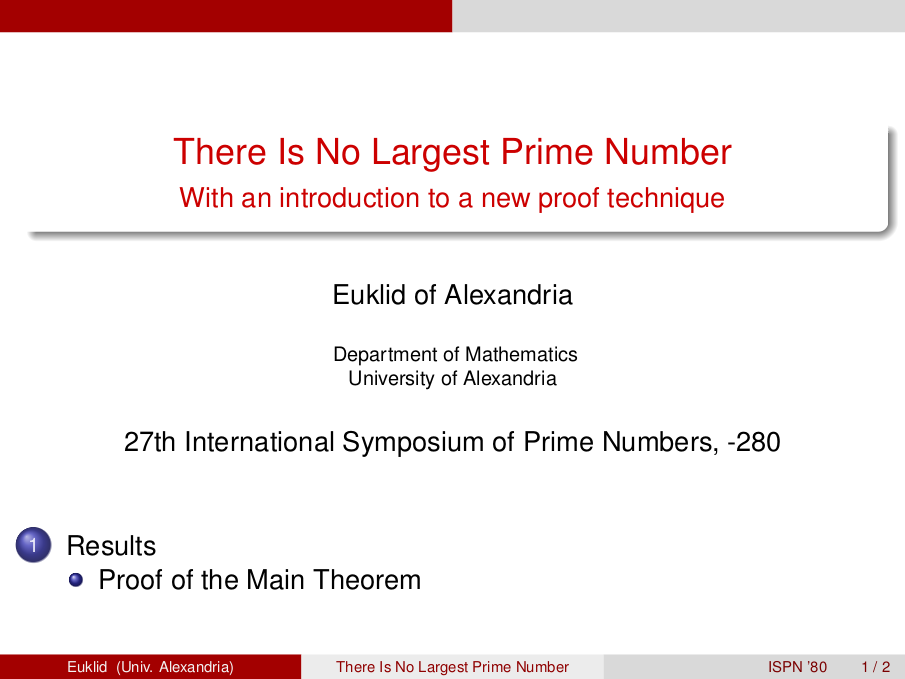 There Is No Largest Prime Number
With an introduction to a new proof technique
Euklid of Alexandria
Department of Mathematics
University of Alexandria
27th International Symposium of Prime Numbers, -280
1 Results
Proof of the Main Theorem
Euklid (Univ. Alexandria) There Is No Largest Prime Number ISPN '80 1 / 2